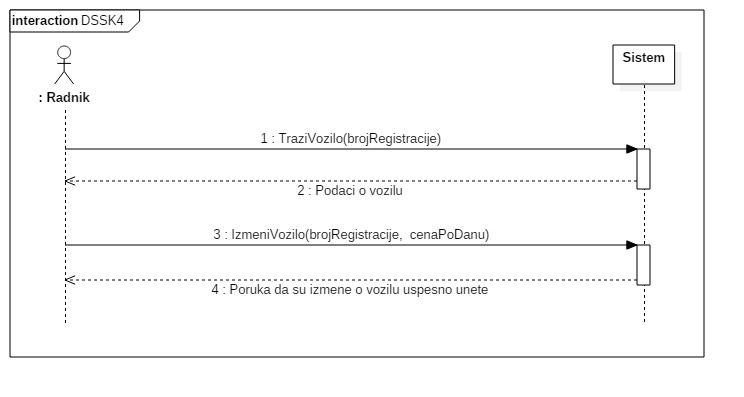 interaction DSSK4
: Radnik
Sistem
1 : TraziVozilo(brojRegistracije)
2 : Podaci o vozilu
3 : IzmeniVozilo(brojRegistracije, cenaPoDanu)
4 : Poruka da su izmene o vozilu uspesno unete